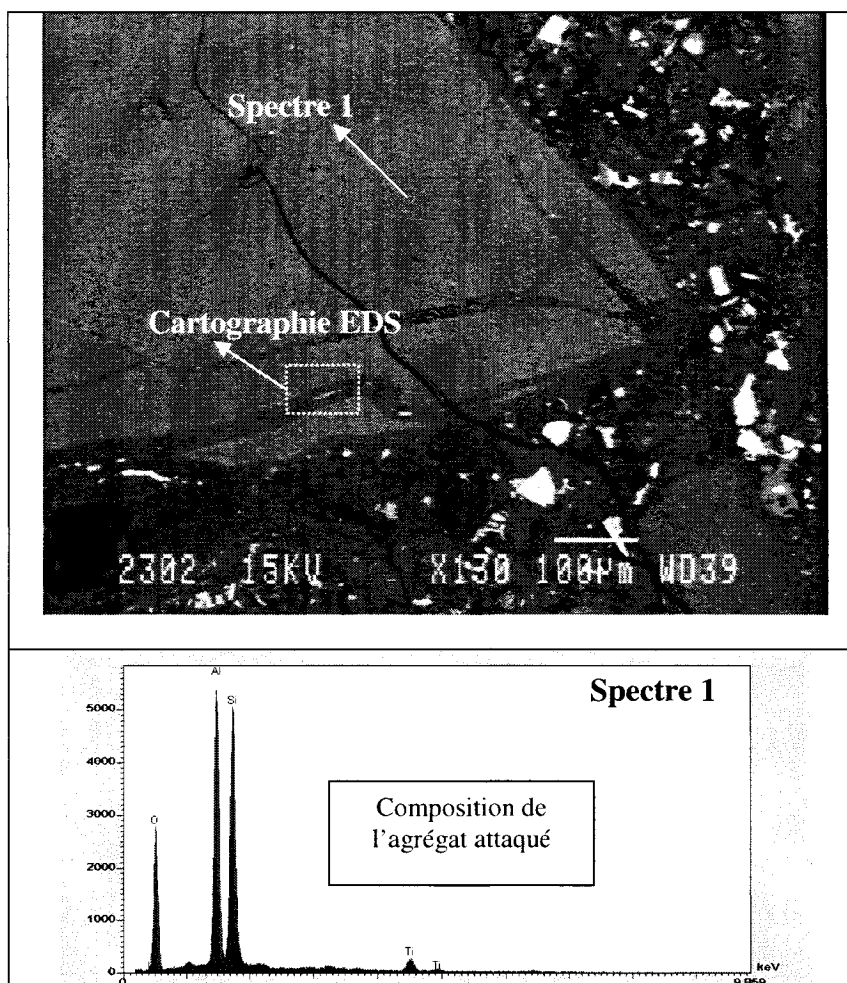 Spectre 1
Cartographie EDS
2302 15KV X130 100µm WD39
Al
Spectre 1
Si
5000
4000
Composition de
l'agrégat attaqué
3000
O
2000
1000
Ti
Ti
0
keV
0
9.959